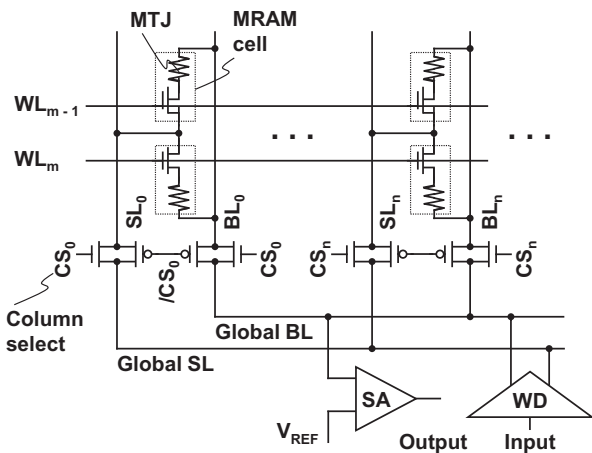 MTJ
MRAM
cell
WLm - 1
. . .
. . .
WLm
SL0
BL0
SLn
BLn
CS0
/CS0
CS0
CSn
CSn
Column
select
Global BL
Global SL
SA
WD
VREF
Output
Input